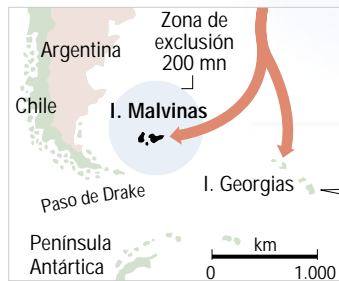 Zona de
exclusión
200 mn
Argentina
Chile
I. Malvinas
Paso de Drake
I. Georgias
Península
Antártica
km
0
1.000